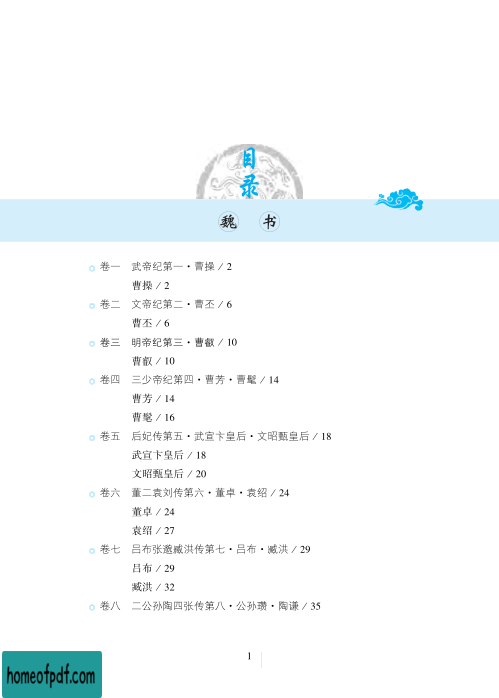 目
录
魏 书
卷一 武帝纪第一·曹操 / 2
曹操 / 2
卷二 文帝纪第二·曹丕 / 6
曹丕 / 6
卷三 明帝纪第三·曹叡 / 10
曹叡 / 10
卷四 三少帝纪第四·曹芳·曹髦 / 14
曹芳 / 14
曹髦 / 16
卷五 后妃传第五·武宣卞皇后·文昭甄皇后 / 18
武宣卞皇后 / 18
文昭甄皇后 / 20
卷六 董二袁刘传第六·董卓·袁绍 / 24
董卓 / 24
袁绍 / 27
卷七 吕布张邈臧洪传第七·吕布·臧洪 / 29
吕布 / 29
臧洪 / 32
卷八 二公孙陶四张传第八·公孙瓒·陶谦 / 35
1
homeofpdf.com